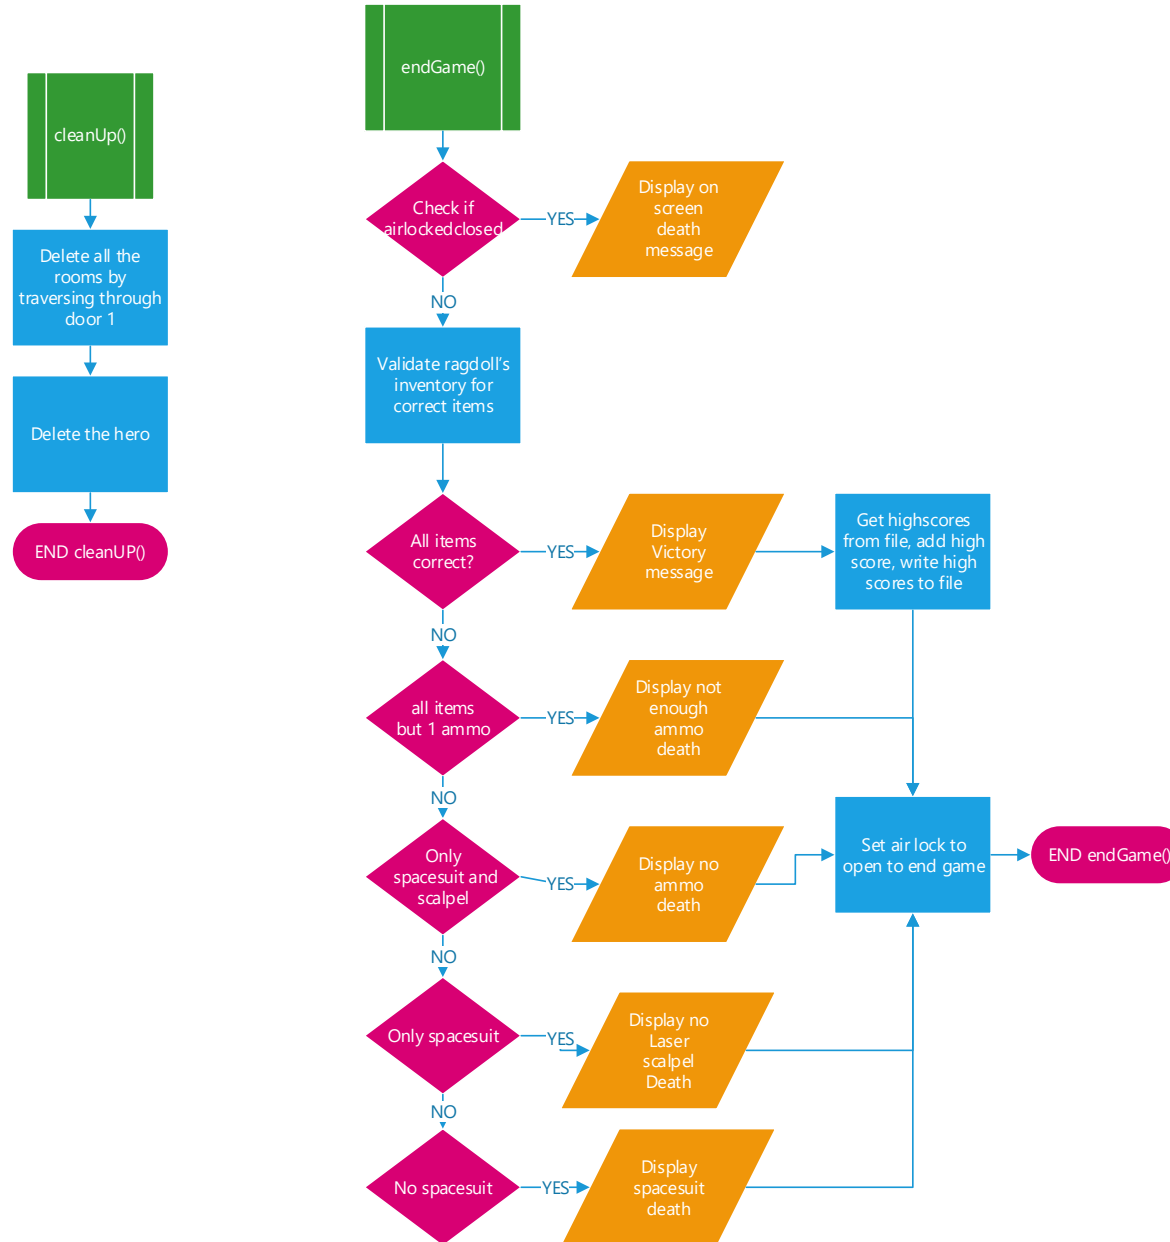 cleanUp()
Delete all the
rooms by
traversing through
door 1
Delete the hero
END cleanUP()
endGame()
Check if
airlockedclosed
YES
Display on
screen
death
message
NO
Validate ragdoll's
inventory for
correct items
All items
correct?
YES
Display
Victory
message
Get highscores
from file, add high
score, write high
scores to file
NO
all items
but 1 ammo
YES
Display not
enough
ammo
death
NO
Only
spacesuit and
scalpel
YES
Display no
ammo
death
Set air lock to
open to end game
END endGame()
NO
Only spacesuit
YES
Display no
Laser
scalpel
Death
NO
No spacesuit
YES
Display
spacesuit
death